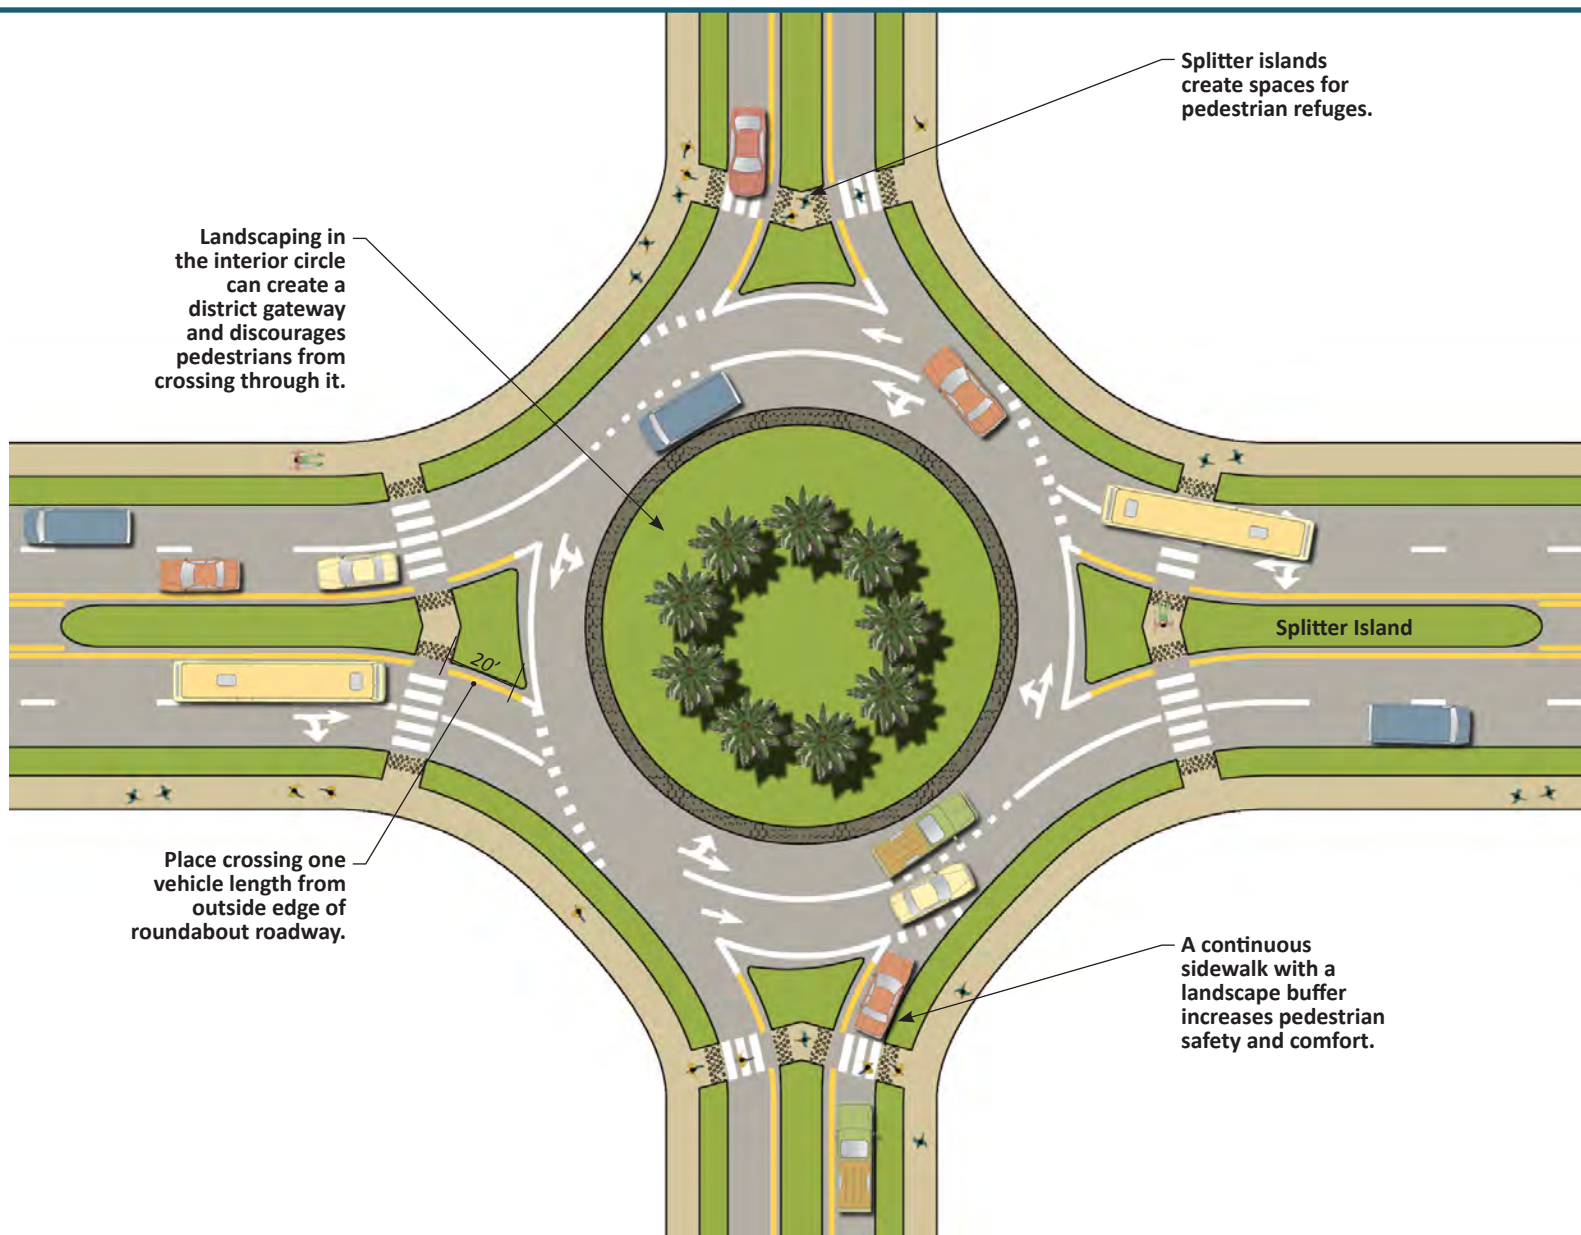 Splitter islands
create spaces for
pedestrian refuges.
Landscaping in
the interior circle
can create a
district gateway
and discourages
pedestrians from
crossing through it.
Splitter Island
20'
Place crossing one
vehicle length from
outside edge of
roundabout roadway.
A continuous
sidewalk with a
landscape buffer
increases pedestrian
safety and comfort.